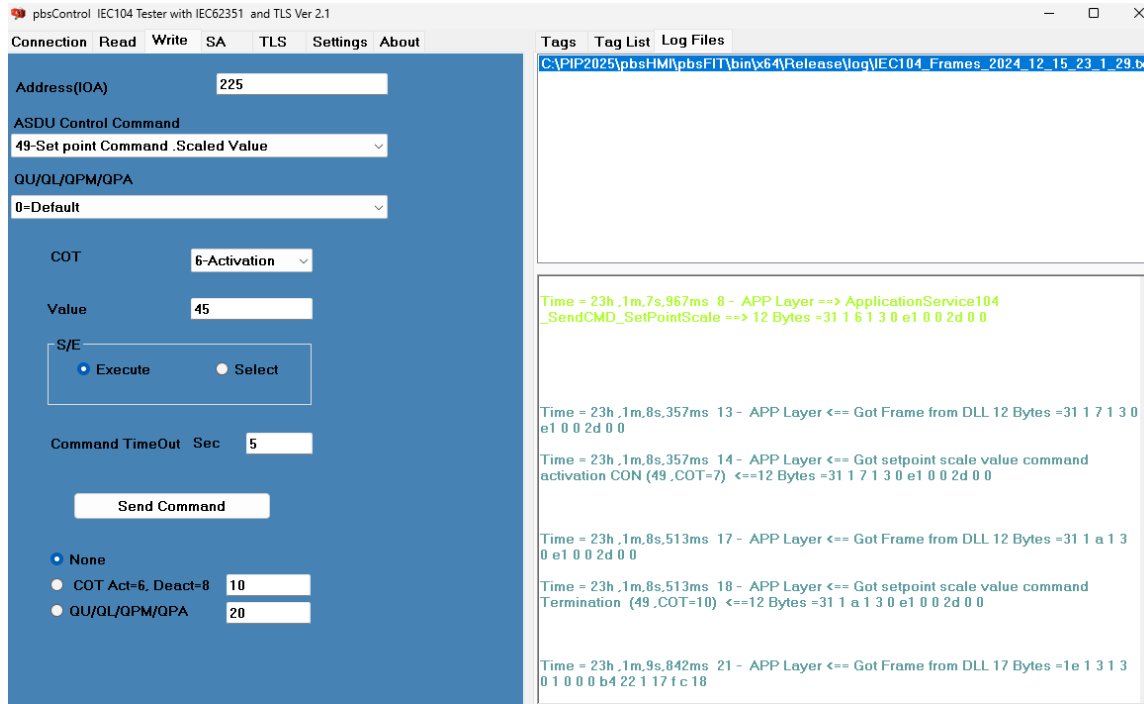 pbsControl IEC104 Tester with IEC62351 and TLS Ver 2.1
Connection Read Write SA TLS Settings About
Address(IOA) 225
ASDU Control Command
49-Set point Command .Scaled Value
QU/QL/QPM/QPA
0=Default
COT 6-Activation
Value 45
S/E
Execute Select
Command TimeOut Sec 5
Send Command
None
COT Act=6, Deact=8 10
QU/QL/QPM/QPA 20
Tags Tag List Log Files
C:\PIP2025\pbsHMI\pbsFIT\bin\x64\Release\log\IEC104_Frames_2024_12_15_23_1_29.tx
Time = 23h ,1m,7s,967ms 8 - APP Layer ==> ApplicationService104
_SendCMD_SetPointScale ==> 12 Bytes =31 1 6 1 3 0 e1 0 0 2d 0 0
Time = 23h ,1m,8s,357ms 13 - APP Layer <== Got Frame from DLL 12 Bytes =31 1 7 1 3 0
e1 0 0 2d 0 0
Time = 23h ,1m,8s,357ms 14 - APP Layer <== Got setpoint scale value command
activation CON (49 ,COT=7) <==12 Bytes =31 1 7 1 3 0 e1 0 0 2d 0 0
Time = 23h ,1m,8s,513ms 17 - APP Layer <== Got Frame from DLL 12 Bytes =31 1 a 1 3
0 e1 0 0 2d 0 0
Time = 23h ,1m,8s,513ms 18 - APP Layer <== Got setpoint scale value command
Termination (49 ,COT=10) <==12 Bytes =31 1 a 1 3 0 e1 0 0 2d 0 0
Time = 23h ,1m,9s,842ms 21 - APP Layer <== Got Frame from DLL 17 Bytes =1e 1 3 1 3
0 1 0 0 0 b4 22 1 17 f c 18